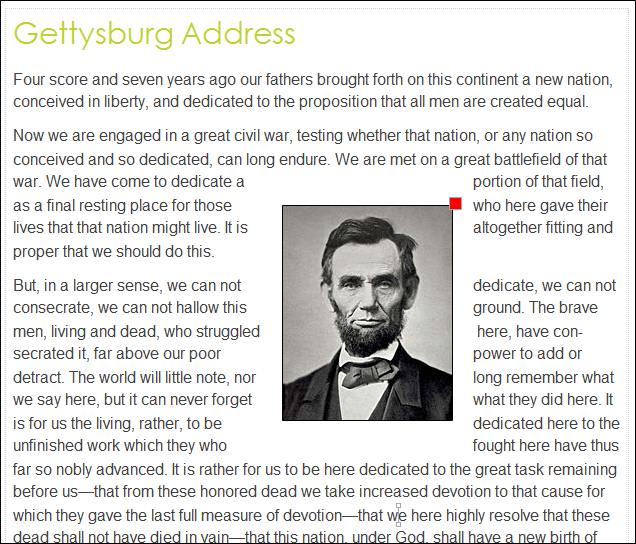 Gettysburg Address
Four score and seven years ago our fathers brought forth on this continent a new nation,
conceived in liberty, and dedicated to the proposition that all men are created equal.
Now we are engaged in a great civil war, testing whether that nation, or any nation so
conceived and so dedicated, can long endure. We are met on a great battlefield of that
war. We have come to dedicate a portion of that field,
as a final resting place for those who here gave their
lives that that nation might live. It is altogether fitting and
proper that we should do this.
But, in a larger sense, we can not dedicate, we can not
consecrate, we can not hallow this ground. The brave
men, living and dead, who struggled here, have con-
secrated it, far above our poor power to add or
detract. The world will little note, nor long remember what
we say here, but it can never forget what they did here. It
is for us the living, rather, to be dedicated here to the
unfinished work which they who fought here have thus
far so nobly advanced. It is rather for us to be here dedicated to the great task remaining
before us—that from these honored dead we take increased devotion to that cause for
which they gave the last full measure of devotion—that we here highly resolve that these
dead shall not have died in vain—that this nation, under God, shall have a new birth of